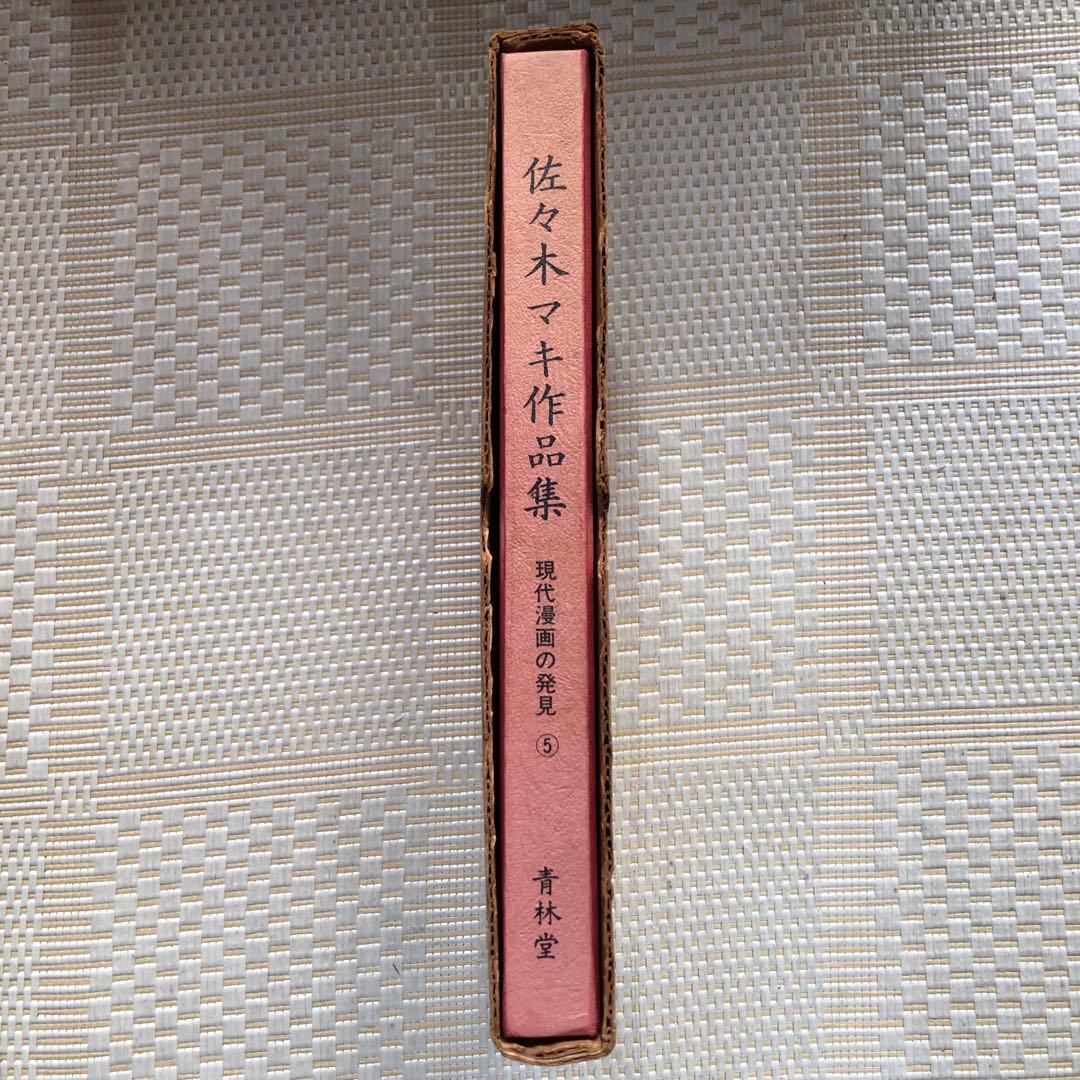 佐々木マキ作品集
現代漫画の発見 ⑤
青林堂